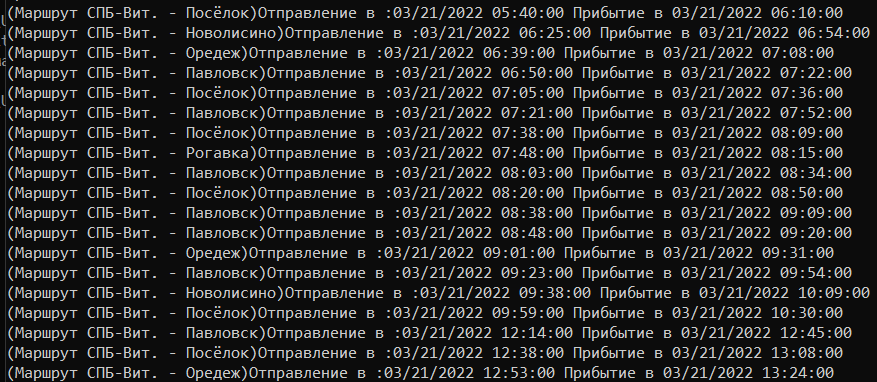 (Маршрут СПБ-Вит. - Посёлок)Отправление в :03/21/2022 05:40:00 Прибытие в 03/21/2022 06:10:00
(Маршрут СПБ-Вит. - Новолисино)Отправление в :03/21/2022 06:25:00 Прибытие в 03/21/2022 06:54:00
(Маршрут СПБ-Вит. - Оредеж)Отправление в :03/21/2022 06:39:00 Прибытие в 03/21/2022 07:08:00
(Маршрут СПБ-Вит. - Павловск)Отправление в :03/21/2022 06:50:00 Прибытие в 03/21/2022 07:22:00
(Маршрут СПБ-Вит. - Посёлок)Отправление в :03/21/2022 07:05:00 Прибытие в 03/21/2022 07:36:00
(Маршрут СПБ-Вит. - Павловск)Отправление в :03/21/2022 07:21:00 Прибытие в 03/21/2022 07:52:00
(Маршрут СПБ-Вит. - Посёлок)Отправление в :03/21/2022 07:38:00 Прибытие в 03/21/2022 08:09:00
(Маршрут СПБ-Вит. - Рогавка)Отправление в :03/21/2022 07:48:00 Прибытие в 03/21/2022 08:15:00
(Маршрут СПБ-Вит. - Павловск)Отправление в :03/21/2022 08:03:00 Прибытие в 03/21/2022 08:34:00
(Маршрут СПБ-Вит. - Посёлок)Отправление в :03/21/2022 08:20:00 Прибытие в 03/21/2022 08:50:00
(Маршрут СПБ-Вит. - Павловск)Отправление в :03/21/2022 08:38:00 Прибытие в 03/21/2022 09:09:00
(Маршрут СПБ-Вит. - Павловск)Отправление в :03/21/2022 08:48:00 Прибытие в 03/21/2022 09:20:00
(Маршрут СПБ-Вит. - Оредеж)Отправление в :03/21/2022 09:01:00 Прибытие в 03/21/2022 09:31:00
(Маршрут СПБ-Вит. - Павловск)Отправление в :03/21/2022 09:23:00 Прибытие в 03/21/2022 09:54:00
(Маршрут СПБ-Вит. - Новолисино)Отправление в :03/21/2022 09:38:00 Прибытие в 03/21/2022 10:09:00
(Маршрут СПБ-Вит. - Посёлок)Отправление в :03/21/2022 09:59:00 Прибытие в 03/21/2022 10:30:00
(Маршрут СПБ-Вит. - Павловск)Отправление в :03/21/2022 12:14:00 Прибытие в 03/21/2022 12:45:00
(Маршрут СПБ-Вит. - Посёлок)Отправление в :03/21/2022 12:38:00 Прибытие в 03/21/2022 13:08:00
(Маршрут СПБ-Вит. - Оредеж)Отправление в :03/21/2022 12:53:00 Прибытие в 03/21/2022 13:24:00